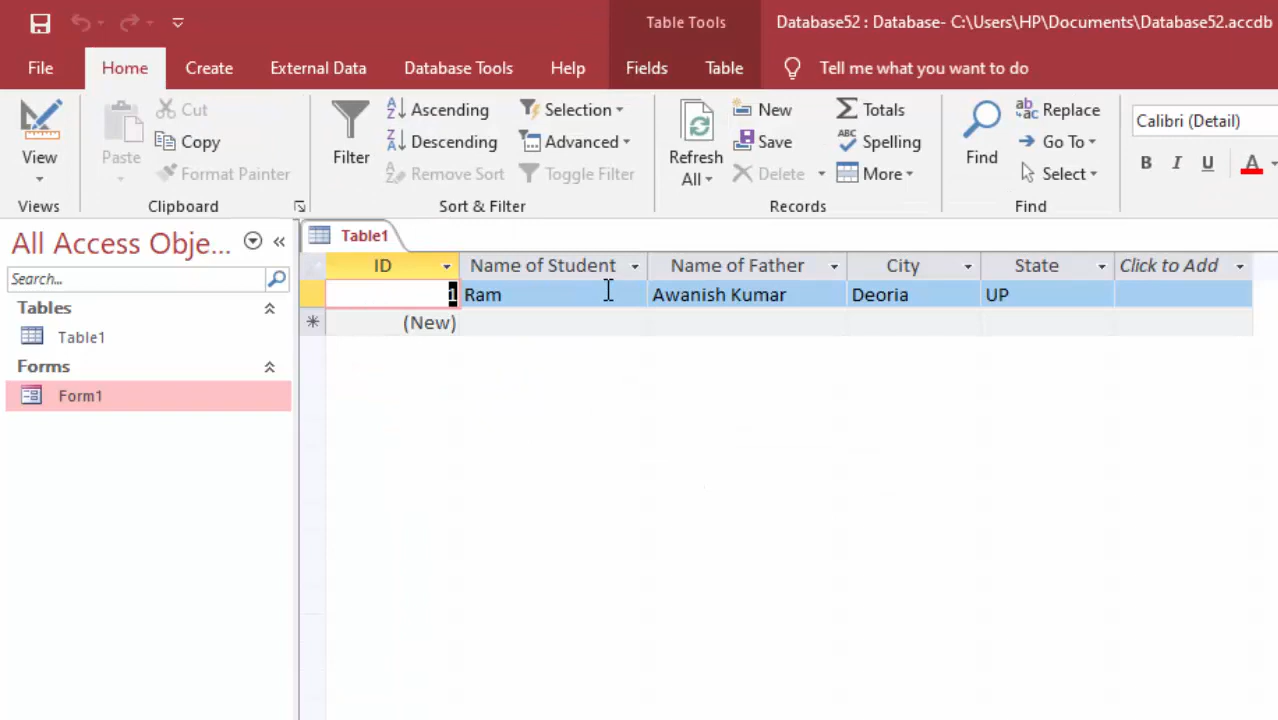 Table Tools
Database52 : Database- C:\Users\HP\Documents\Database52.accdb
File Home Create External Data Database Tools Help Fields Table Tell me what you want to do
View
Views
Paste
Cut
Copy
Format Painter
Clipboard
Filter
Ascending
Descending
Remove Sort
Selection
Advanced
Toggle Filter
Sort & Filter
Refresh
All
New
Save
Delete
Totals
Spelling
More
Records
Find
Replace
Go To
Select
Find
Calibri (Detail)
B I U A
All Access Obje...
Search...
Tables
Table1
Forms
Form1
Table1
ID Name of Student Name of Father City State Click to Add
1 Ram Awanish Kumar Deoria UP
(New)